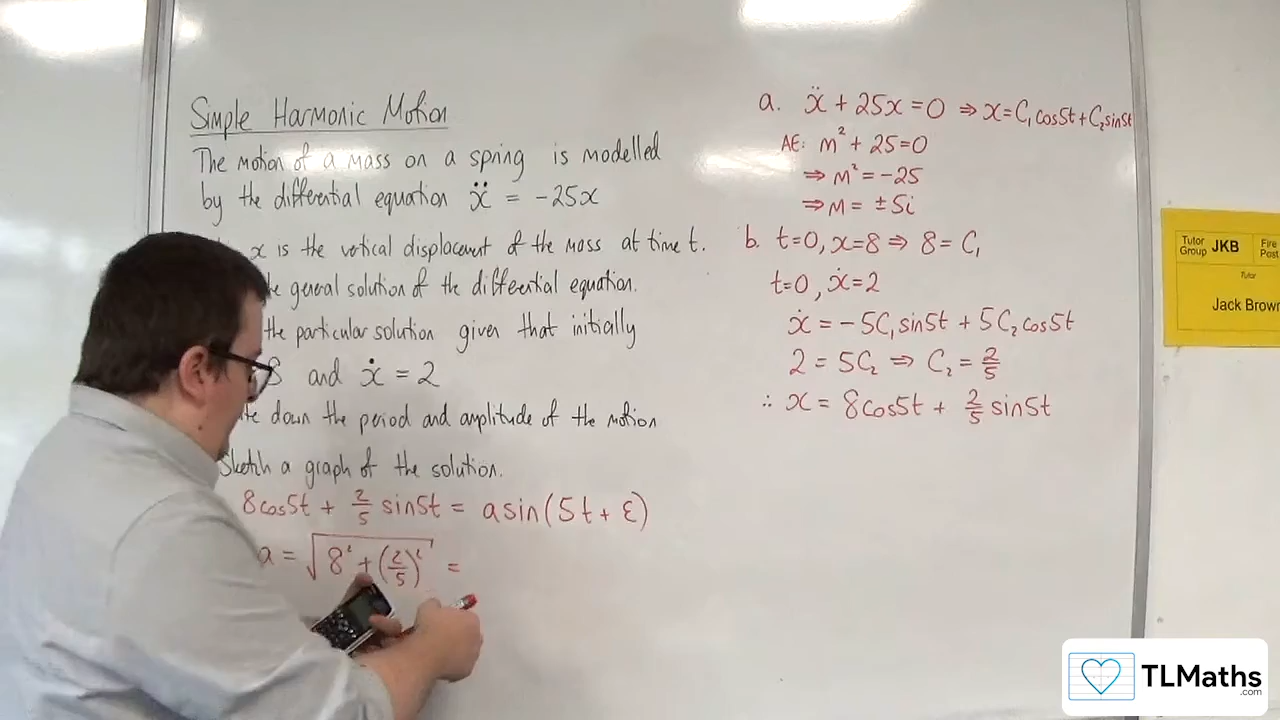 Simple Harmonic Motion
The motion of a mass on a spring is modelled
by the differential equation ẍ = -25x
x is the vertical displacement of the mass at time t.
general solution of the differential equation.
the particular solution given that initially
8 and ẋ = 2
down the period and amplitude of the motion
Sketch a graph of the solution.
8cos5t + 2/5 sin5t = a sin(5t + ε)
a = √(8² + (2/5)²) =
a. ẍ + 25x = 0 ⇒ x = C₁cos5t + C₂sin5t
AE: m² + 25 = 0
⇒ m² = -25
⇒ m = ±5i
b. t=0, x=8 ⇒ 8 = C₁
t=0, ẋ=2
ẋ = -5C₁sin5t + 5C₂cos5t
2 = 5C₂ ⇒ C₂ = 2/5
∴ x = 8cos5t + 2/5 sin5t
Tutor Group JKB
Fire
Post
Tutor
Jack Brown
TLMaths
.com